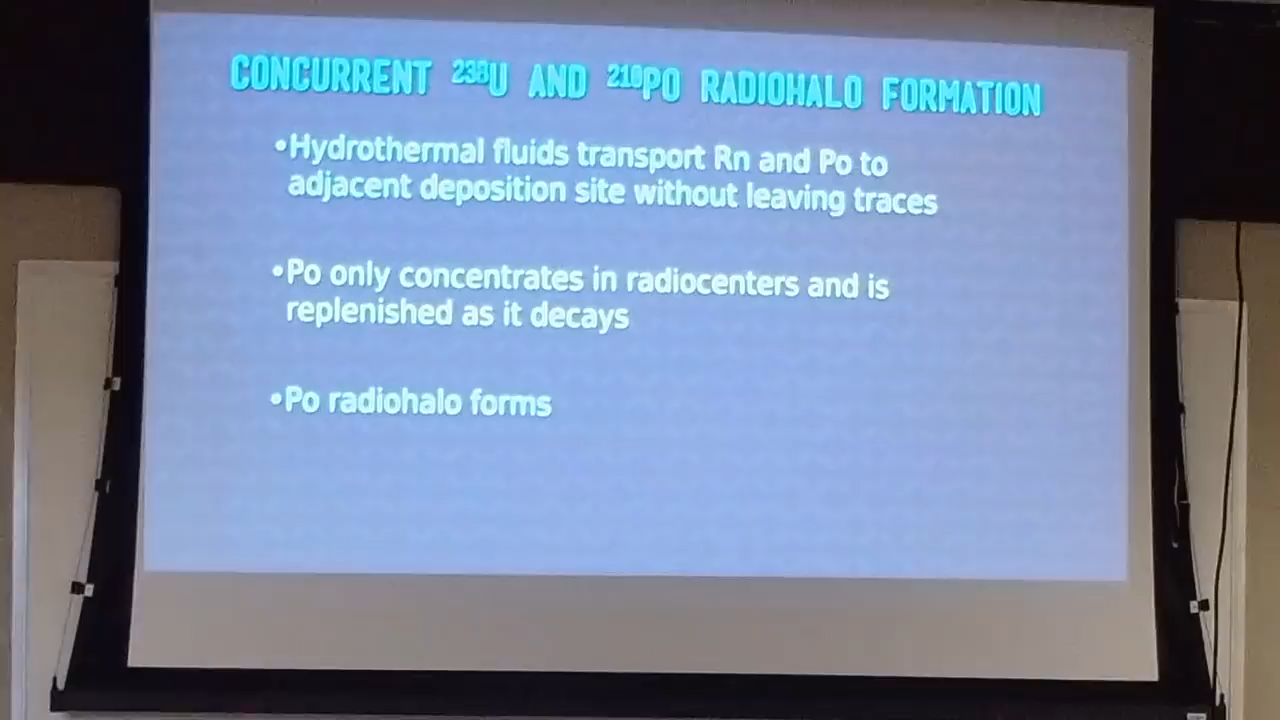 CONCURRENT ²³⁸U AND ²¹⁰PO RADIOHALO FORMATION
•Hydrothermal fluids transport Rn and Po to
adjacent deposition site without leaving traces
•Po only concentrates in radiocenters and is
replenished as it decays
•Po radiohalo forms